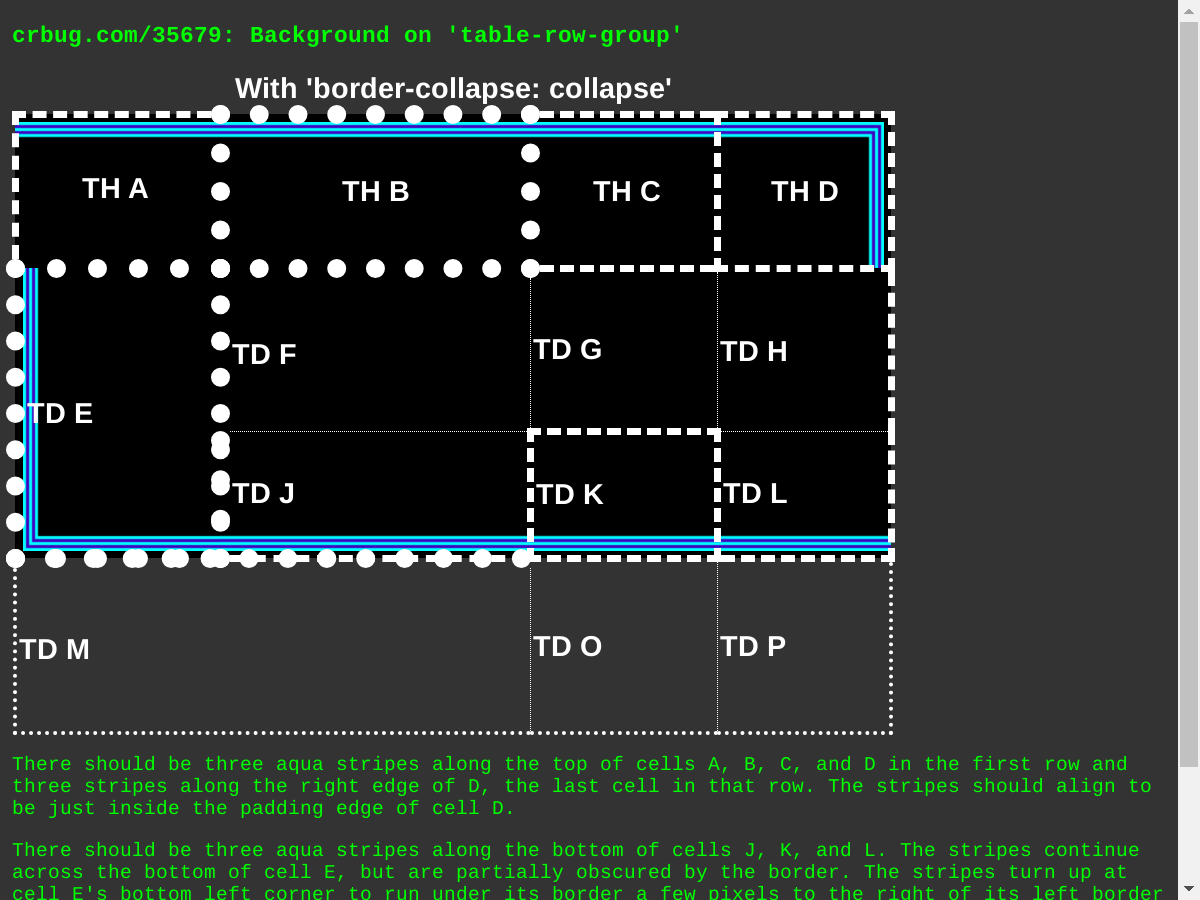 crbug.com/35679: Background on 'table-row-group'
With 'border-collapse: collapse'
TH A TH B TH C TH D
TD E TD F TD G TD H
TD J TD K TD L
TD M TD O TD P
There should be three aqua stripes along the top of cells A, B, C, and D in the first row and
three stripes along the right edge of D, the last cell in that row. The stripes should align to
be just inside the padding edge of cell D.
There should be three aqua stripes along the bottom of cells J, K, and L. The stripes continue
across the bottom of cell E, but are partially obscured by the border. The stripes turn up at
cell E's bottom left corner to run under its border a few pixels to the right of its left border